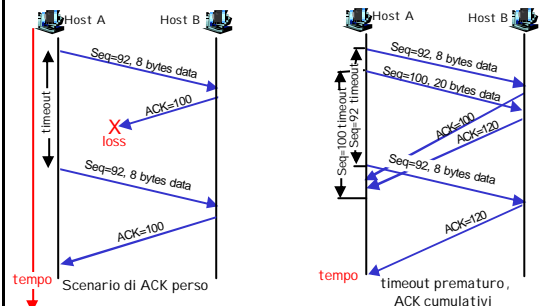 Host A
Host B
Seq=92, 8 bytes data
timeout
ACK=100
X
loss
Seq=92, 8 bytes data
ACK=100
tempo
Scenario di ACK perso
Host A
Host B
Seq=92, 8 bytes data
Seq=100, 20 bytes data
Seq=100 timeout
Seq=92 timeout
ACK=100
ACK=120
Seq=92, 8 bytes data
ACK=120
tempo
timeout prematuro,
ACK cumulativi